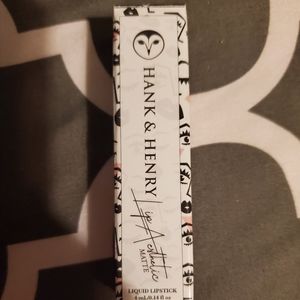 HANK & HENRY
Lip Aesthetic
MATTE
LIQUID LIPSTICK
4 mL/0.14 fl oz